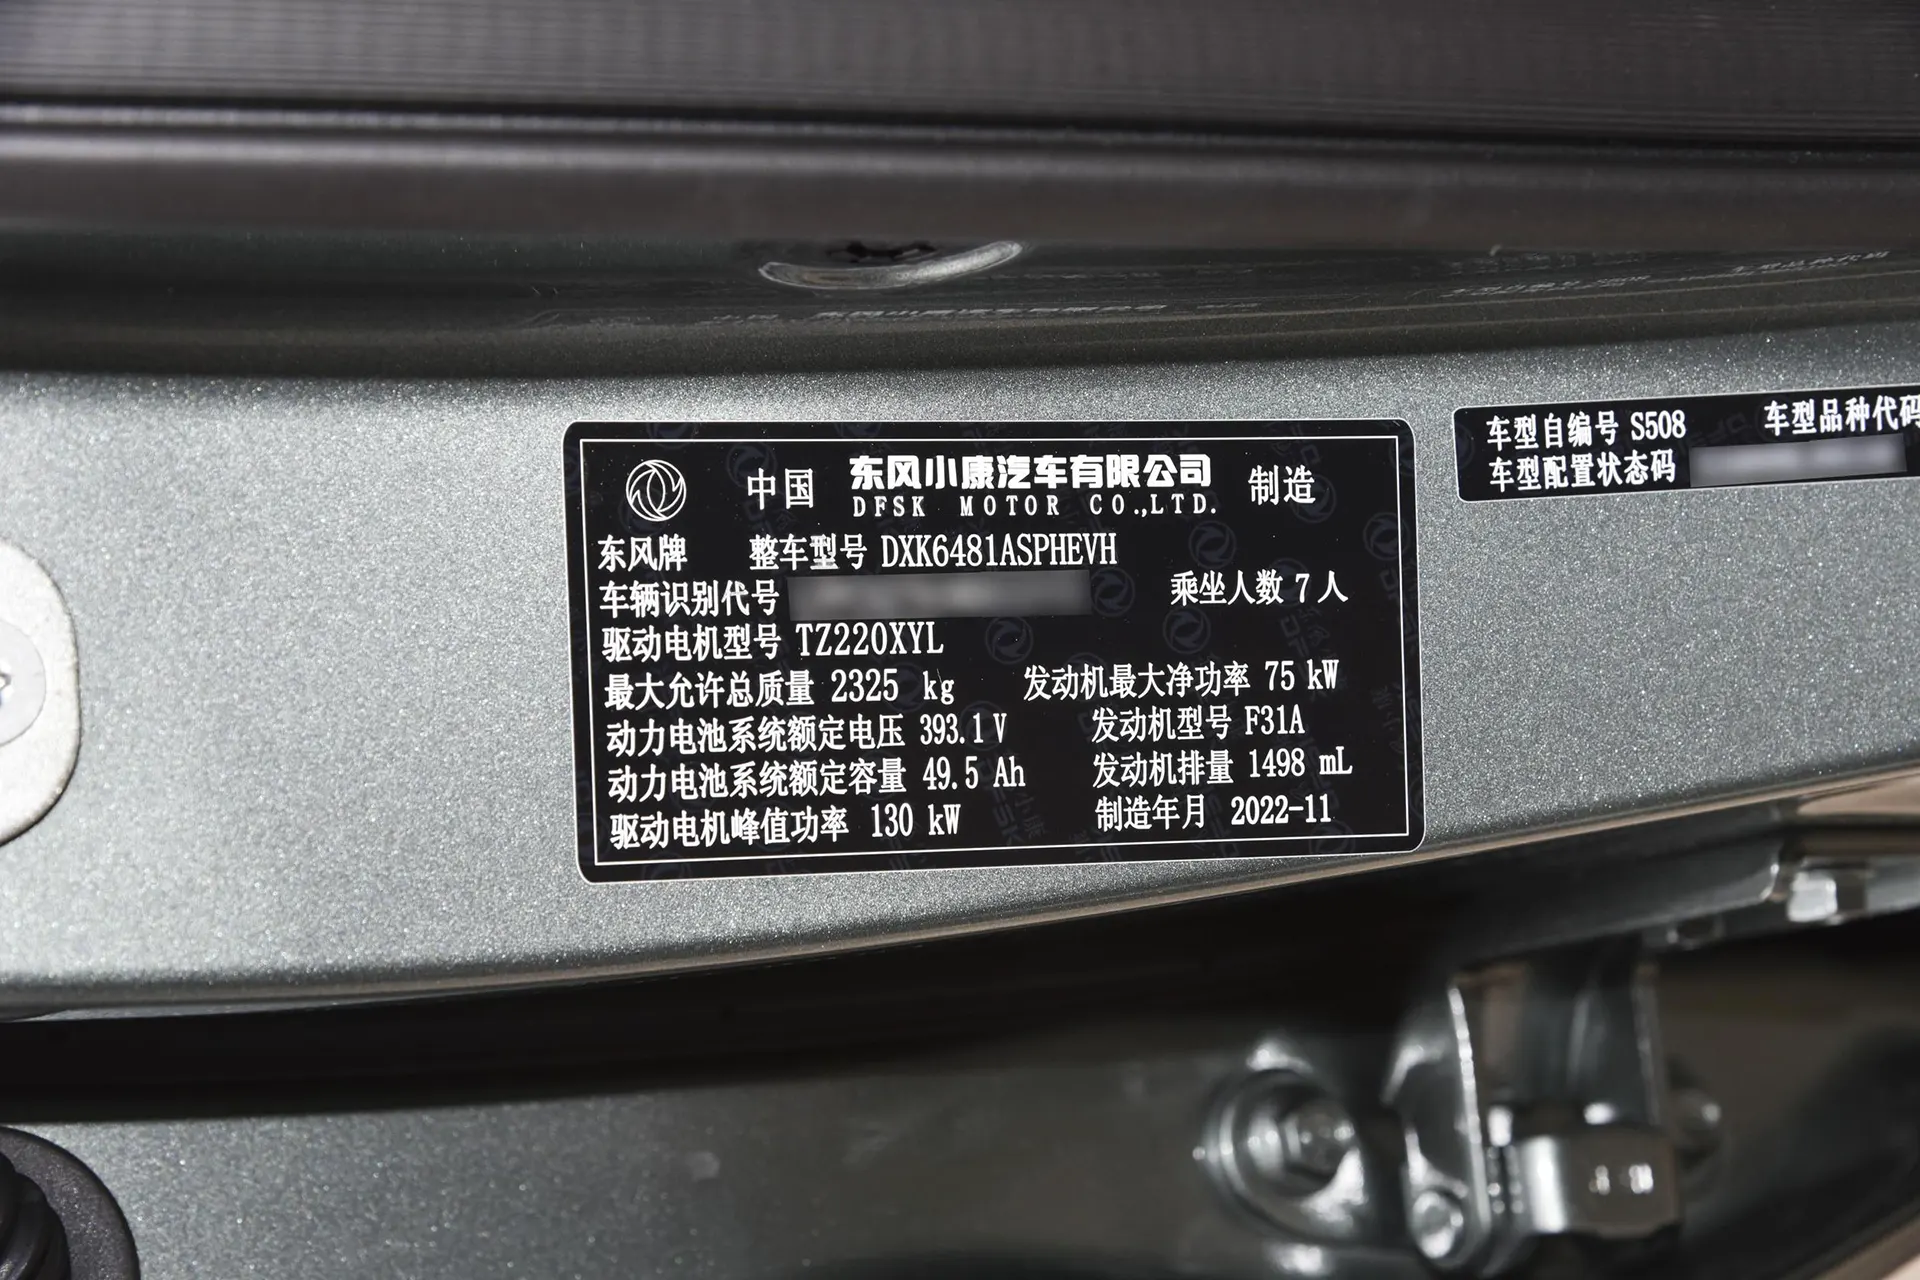 中国 东风小康汽车有限公司 制造
DFSK MOTOR CO.,LTD.
东风牌 整车型号 DXK6481ASPHEVH
车辆识别代号 乘坐人数 7 人
驱动电机型号 TZ220XYL
最大允许总质量 2325 kg 发动机最大净功率 75 kW
动力电池系统额定电压 393.1 V 发动机型号 F31A
动力电池系统额定容量 49.5 Ah 发动机排量 1498 mL
驱动电机峰值功率 130 kW 制造年月 2022-11
车型自编号 S508 车型品种代码
车型配置状态码